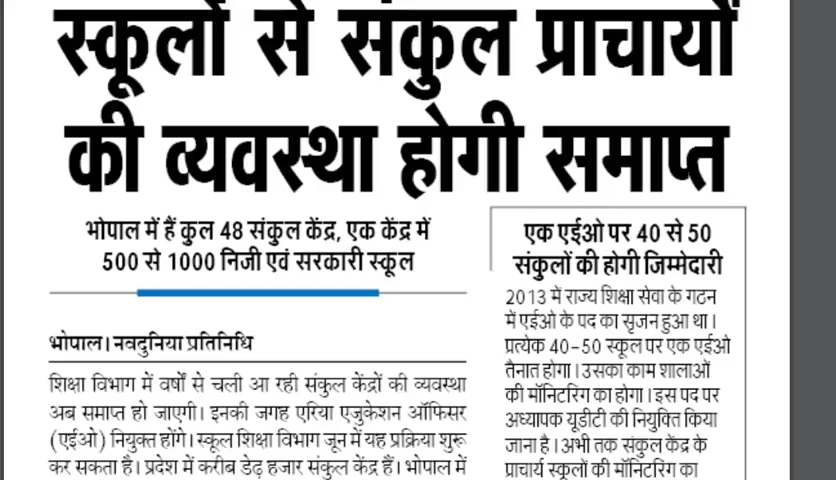 स्कूलों से संकुल प्राचार्यों
की व्यवस्था होगी समाप्त
भोपाल में हैं कुल 48 संकुल केंद्र, एक केंद्र में
500 से 1000 निजी एवं सरकारी स्कूल
भोपाल। नवदुनिया प्रतिनिधि
शिक्षा विभाग में वर्षों से चली आ रही संकुल केंद्रों की व्यवस्था
अब समाप्त हो जाएगी। इनकी जगह एरिया एजुकेशन ऑफिसर
(एईओ) नियुक्त होंगे। स्कूल शिक्षा विभाग जून में यह प्रक्रिया शुरू
कर सकता है। प्रदेश में करीब डेढ़ हजार संकुल केंद्र हैं। भोपाल में
एक एईओ पर 40 से 50
संकुलों की होगी जिम्मेदारी
2013 में राज्य शिक्षा सेवा के गठन
में एईओ के पद का सृजन हुआ था।
प्रत्येक 40-50 स्कूल पर एक एईओ
तैनात होगा। उसका काम शालाओं
की मॉनिटरिंग का होगा। इस पद पर
अध्यापक यूडीटी की नियुक्ति किया
जाना है। अभी तक संकुल केंद्र के
प्राचार्य स्कूलों की मॉनिटरिंग का